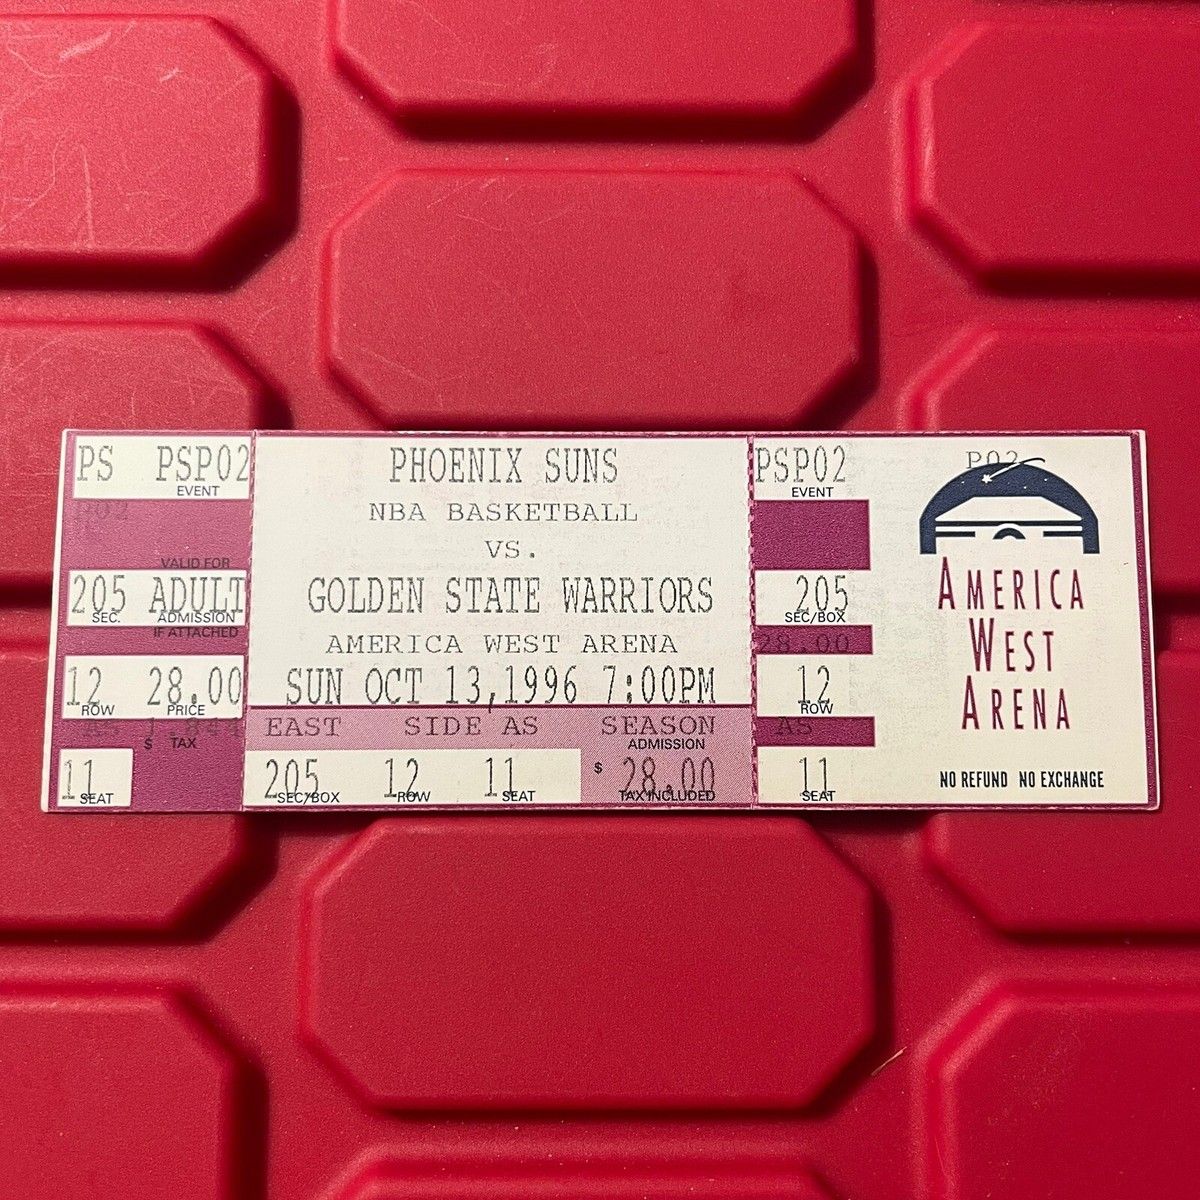 PS PSP02
EVENT
VALID FOR
205 ADULT
SEC. ADMISSION
IF ATTACHED
12 28.00
ROW PRICE
$ TAX
11
SEAT
PHOENIX SUNS
NBA BASKETBALL
VS.
GOLDEN STATE WARRIORS
AMERICA WEST ARENA
SUN OCT 13,1996 7:00PM
EAST SIDE AS SEASON
ADMISSION
205 12 11 $ 28.00
SEC/BOX ROW SEAT TAX INCLUDED
PSP02
EVENT
205
SEC/BOX
28.00
12
ROW
AS
11
SEAT
P02
AMERICA
WEST
ARENA
NO REFUND NO EXCHANGE